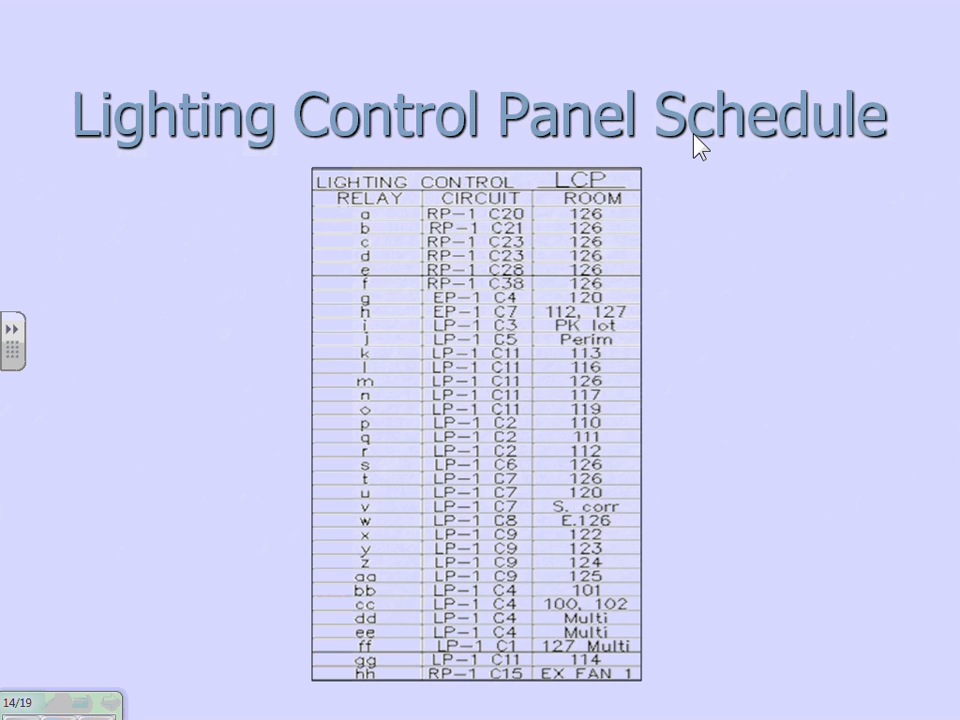 Lighting Control Panel Schedule
LIGHTING CONTROL LCP
RELAY CIRCUIT ROOM
a RP-1 C20 126
b RP-1 C21 126
c RP-1 C23 126
d RP-1 C23 126
e RP-1 C28 126
f RP-1 C38 126
g EP-1 C4 120
h EP-1 C7 112, 127
i LP-1 C3 PK lot
j LP-1 C5 Perim
k LP-1 C11 113
l LP-1 C11 116
m LP-1 C11 126
n LP-1 C11 117
o LP-1 C11 119
p LP-1 C2 110
q LP-1 C2 111
r LP-1 C2 112
s LP-1 C6 126
t LP-1 C7 126
u LP-1 C7 120
v LP-1 C7 S. corr
w LP-1 C8 E.126
x LP-1 C9 122
y LP-1 C9 123
z LP-1 C9 124
aa LP-1 C9 125
bb LP-1 C4 101
cc LP-1 C4 100, 102
dd LP-1 C4 Multi
ee LP-1 C4 Multi
ff LP-1 C1 127 Multi
gg LP-1 C11 114
hh RP-1 C15 EX FAN 1
14/19